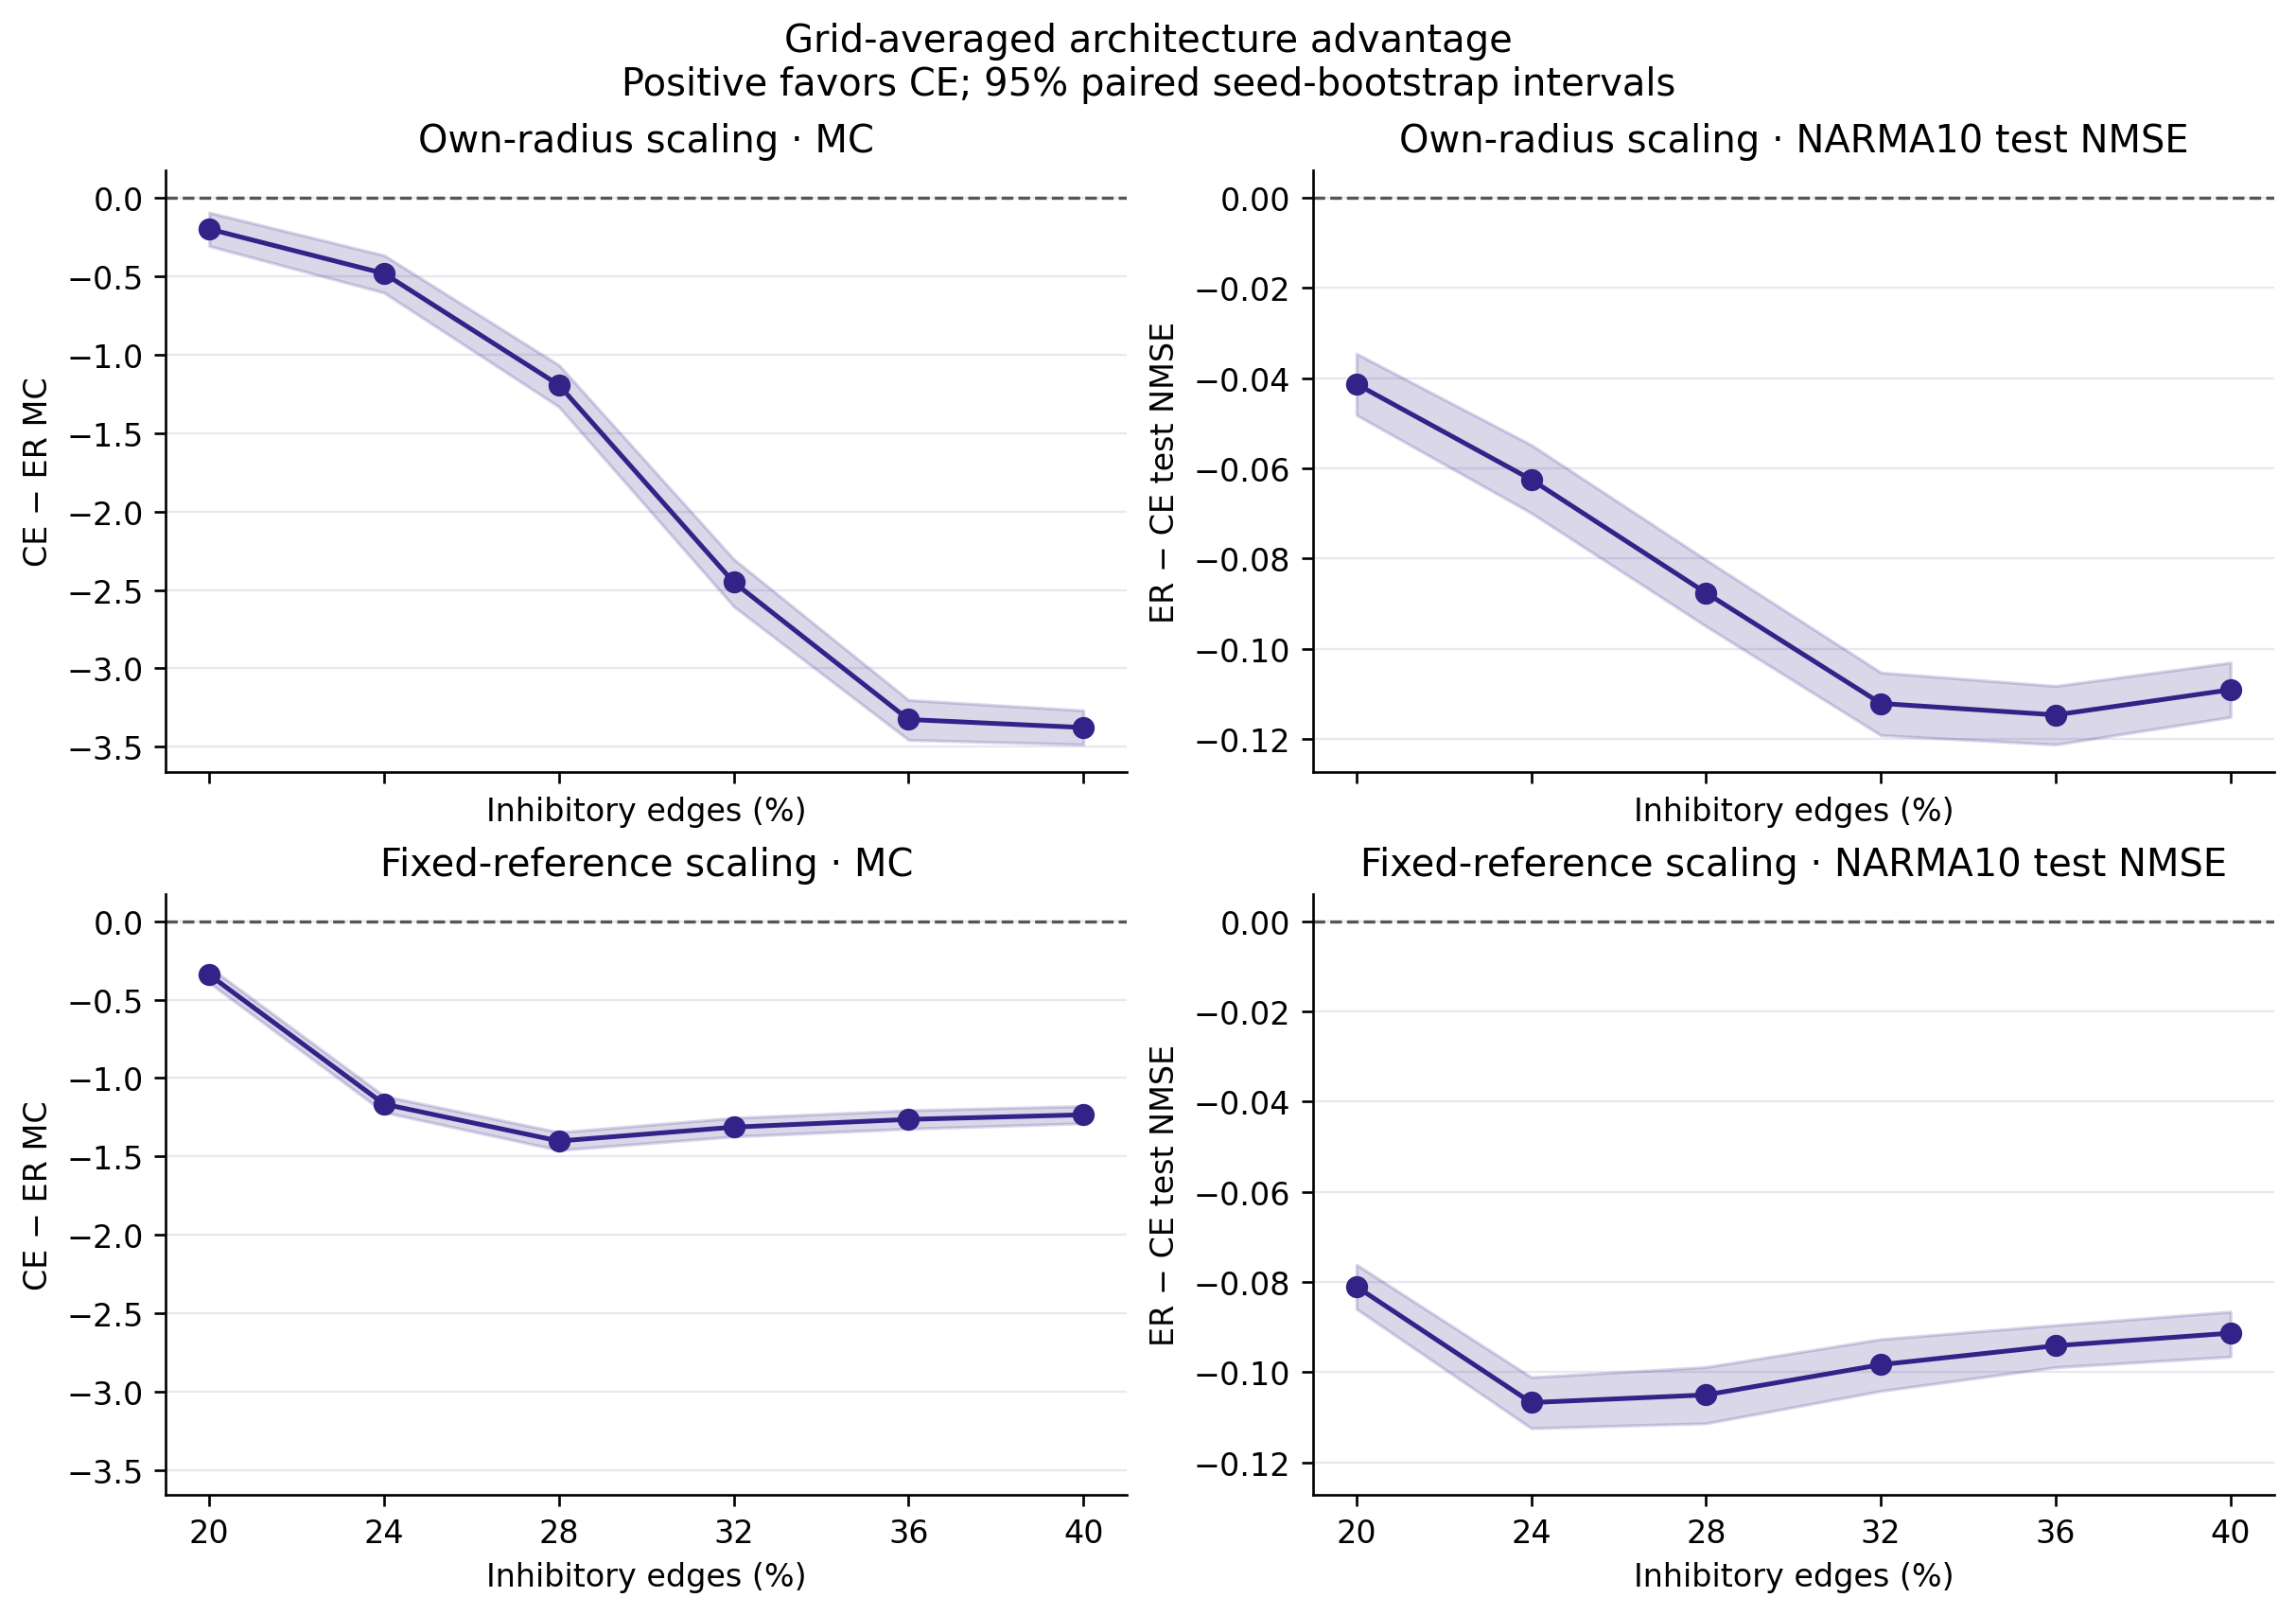 Grid-averaged architecture advantage
Positive favors CE; 95% paired seed-bootstrap intervals
Own-radius scaling · MC
0.0
−0.5
−1.0
−1.5
−2.0
−2.5
−3.0
−3.5
CE − ER MC
Inhibitory edges (%)
Own-radius scaling · NARMA10 test NMSE
0.00
−0.02
−0.04
−0.06
−0.08
−0.10
−0.12
ER − CE test NMSE
Inhibitory edges (%)
Fixed-reference scaling · MC
0.0
−0.5
−1.0
−1.5
−2.0
−2.5
−3.0
−3.5
CE − ER MC
20 24 28 32 36 40
Inhibitory edges (%)
Fixed-reference scaling · NARMA10 test NMSE
0.00
−0.02
−0.04
−0.06
−0.08
−0.10
−0.12
ER − CE test NMSE
20 24 28 32 36 40
Inhibitory edges (%)